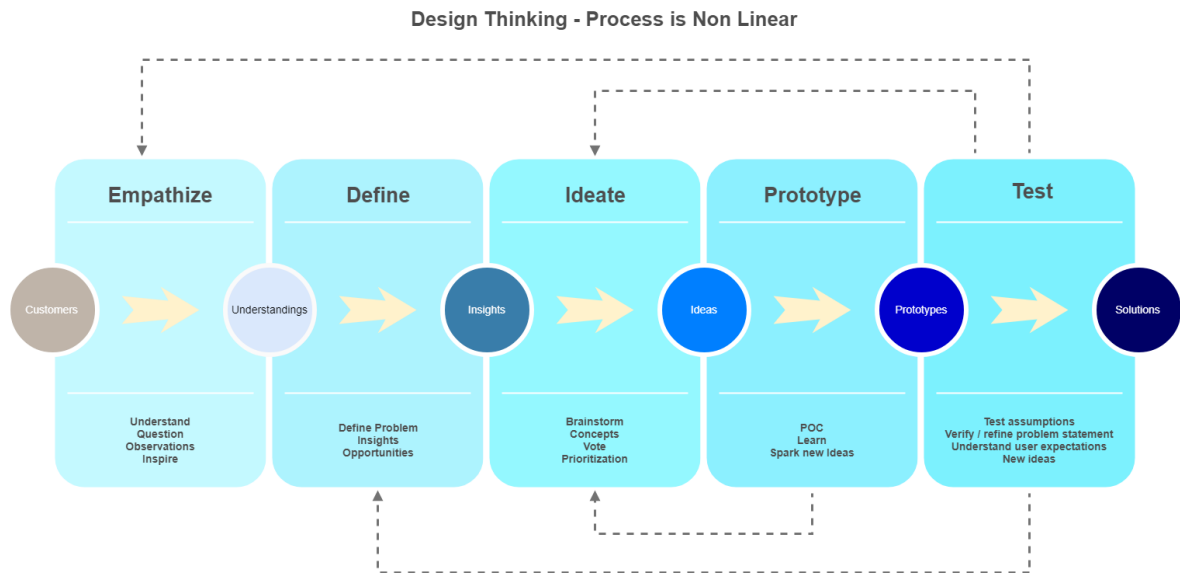 Design Thinking - Process is Non Linear
Empathize
Define
Ideate
Prototype
Test
Customers
Understandings
Insights
Ideas
Prototypes
Solutions
Understand
Question
Observations
Inspire
Define Problem
Insights
Opportunities
Brainstorm
Concepts
Vote
Prioritization
POC
Learn
Spark new Ideas
Test assumptions
Verify / refine problem statement
Understand user expectations
New ideas